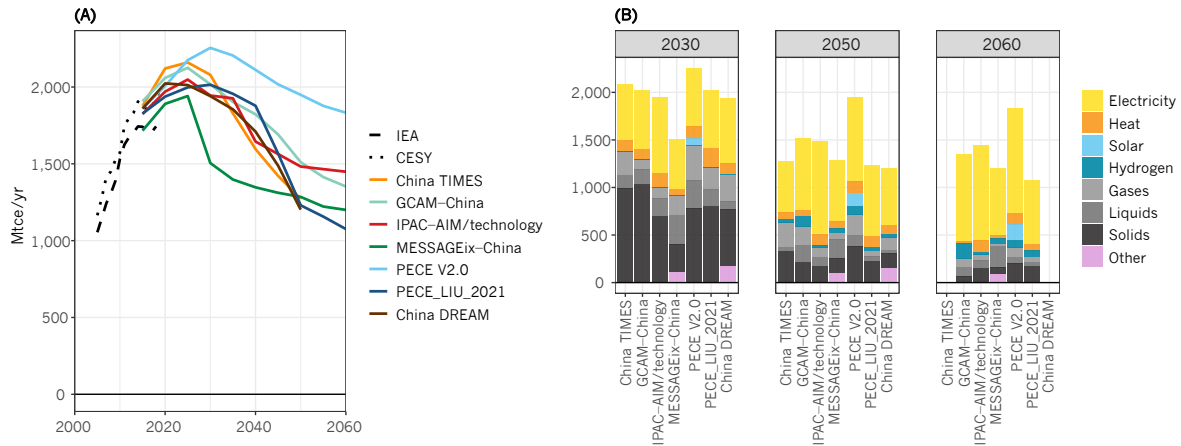 (A)
Mtce/yr
2,000
1,500
1,000
500
0
2000
2020
2040
2060
IEA
CESY
China TIMES
GCAM–China
IPAC–AIM/technology
MESSAGEix–China
PECE V2.0
PECE_LIU_2021
China DREAM
(B)
2030
2050
2060
2,000
1,500
1,000
500
0
China TIMES
GCAM–China
IPAC–AIM/technology
MESSAGEix–China
PECE V2.0
PECE_LIU_2021
China DREAM
China TIMES
GCAM–China
IPAC–AIM/technology
MESSAGEix–China
PECE V2.0
PECE_LIU_2021
China DREAM
China TIMES
GCAM–China
IPAC–AIM/technology
MESSAGEix–China
PECE V2.0
PECE_LIU_2021
China DREAM
Electricity
Heat
Solar
Hydrogen
Gases
Liquids
Solids
Other